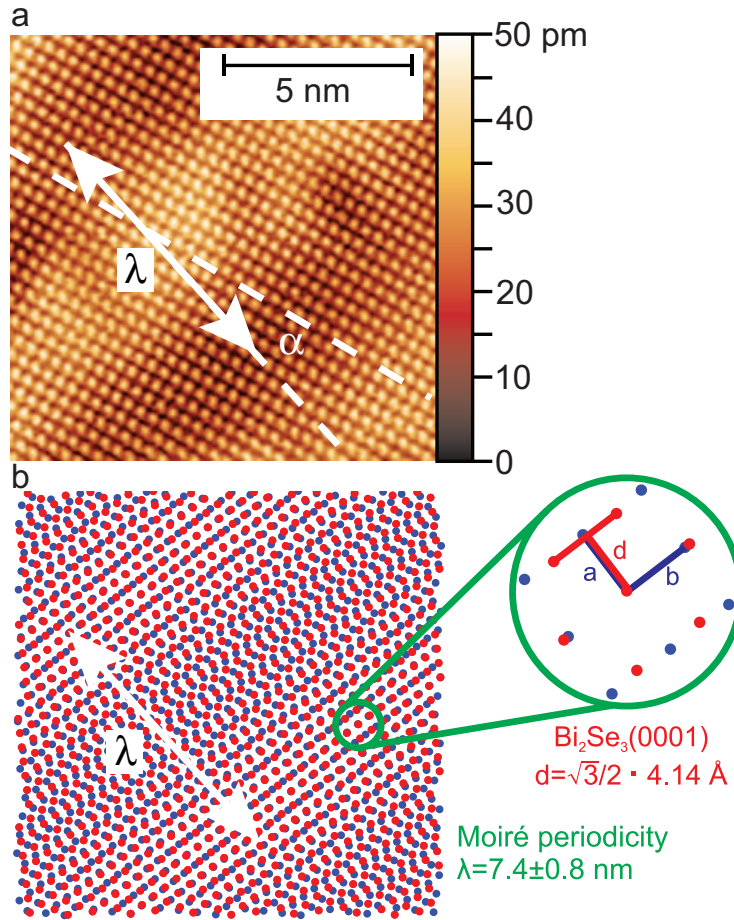 a
5 nm
50 pm
40
30
20
10
0
λ
α
b
λ
d
a
b
Bi₂Se₃(0001)
d=√3/2 · 4.14 Å
Moiré periodicity
λ=7.4±0.8 nm